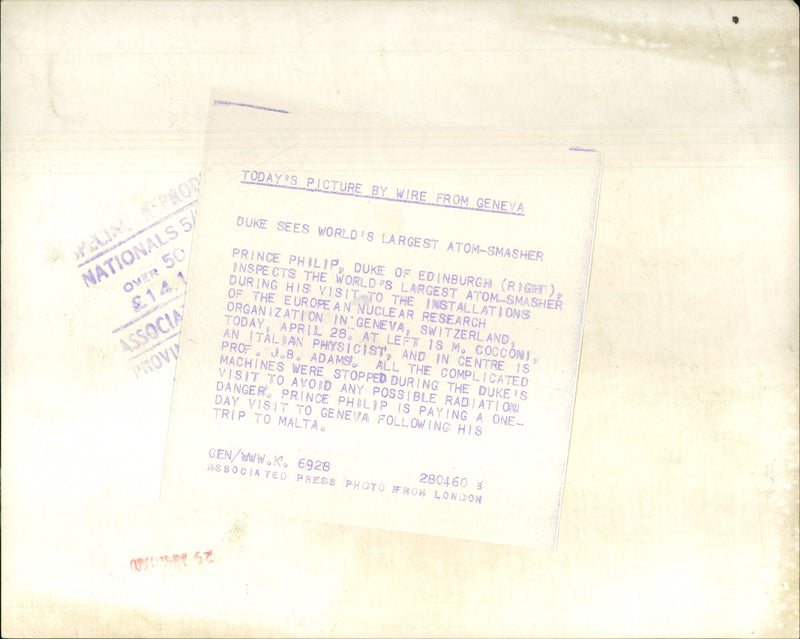 TODAY'S PICTURE BY WIRE FROM GENEVA
DUKE SEES WORLD'S LARGEST ATOM-SMASHER
PRINCE PHILIP, DUKE OF EDINBURGH (RIGHT),
INSPECTS THE WORLD'S LARGEST ATOM-SMASHER
DURING HIS VISIT TO THE INSTALLATIONS
OF THE EUROPEAN NUCLEAR RESEARCH
ORGANIZATION IN GENEVA, SWITZERLAND,
TODAY, APRIL 28. AT LEFT IS M. COCCONI,
AN ITALIAN PHYSICIST, AND IN CENTRE IS
PROF. J.B. ADAMS. ALL THE COMPLICATED
MACHINES WERE STOPPED DURING THE DUKE'S
VISIT TO AVOID ANY POSSIBLE RADIATION
DANGER. PRINCE PHILIP IS PAYING A ONE-
DAY VISIT TO GENEVA FOLLOWING HIS
TRIP TO MALTA.
GEN/WWW.K. 6928 280460 S
ASSOCIATED PRESS PHOTO FROM LONDON
SPECIAL REPROD
NATIONALS 5/
OVER 50
£14.1
ASSOCIA
PROVIN